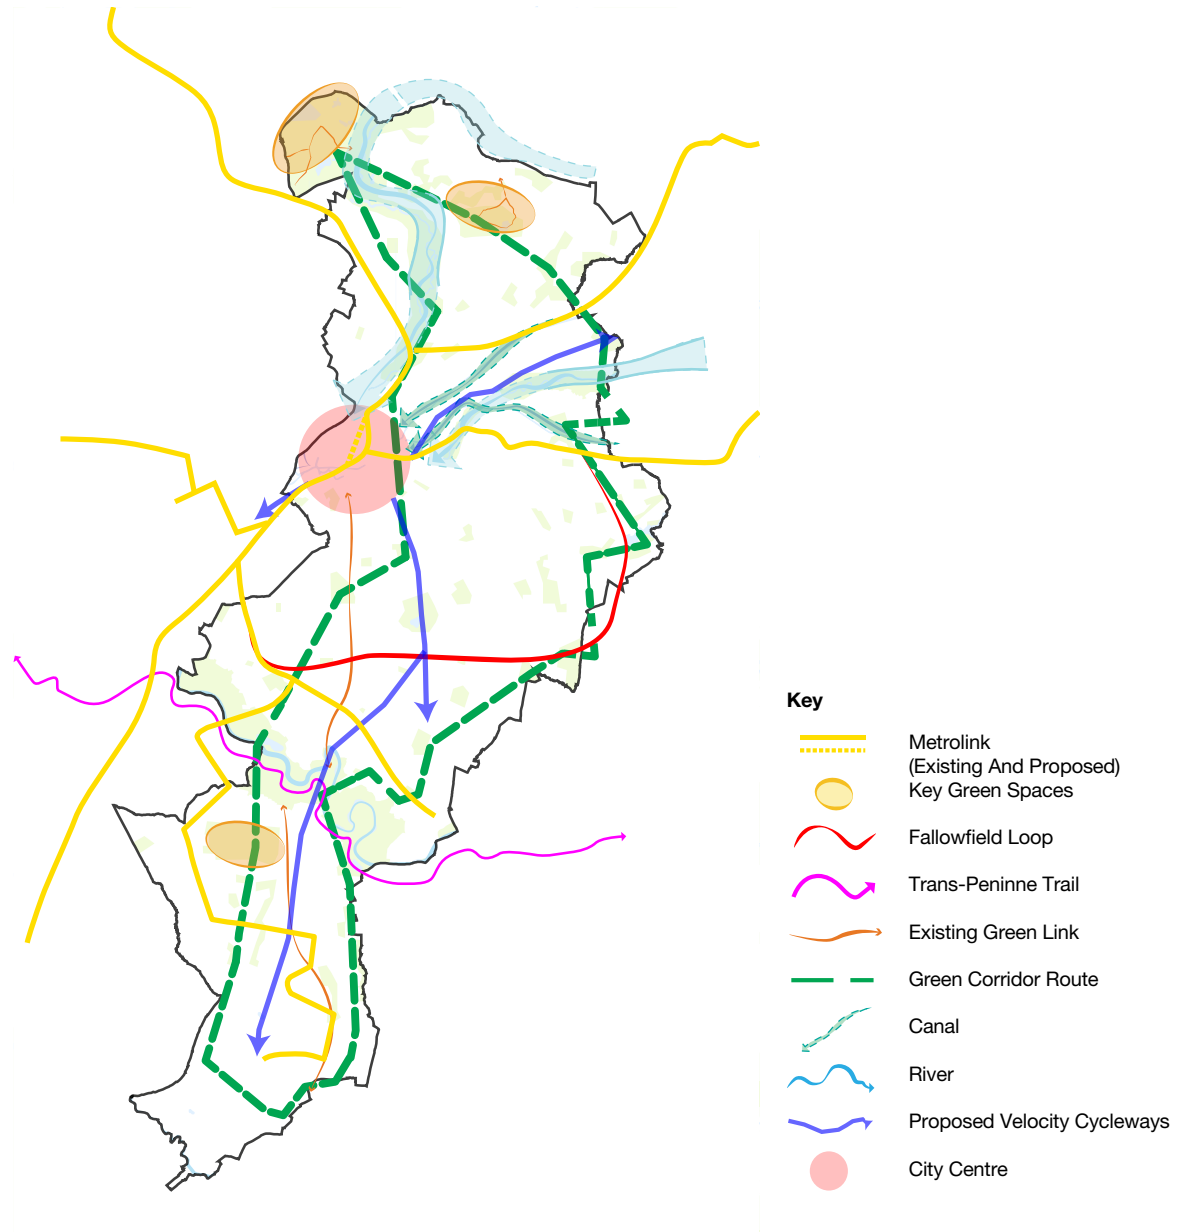 Key
Metrolink
(Existing And Proposed)
Key Green Spaces
Fallowfield Loop
Trans-Peninne Trail
Existing Green Link
Green Corridor Route
Canal
River
Proposed Velocity Cycleways
City Centre